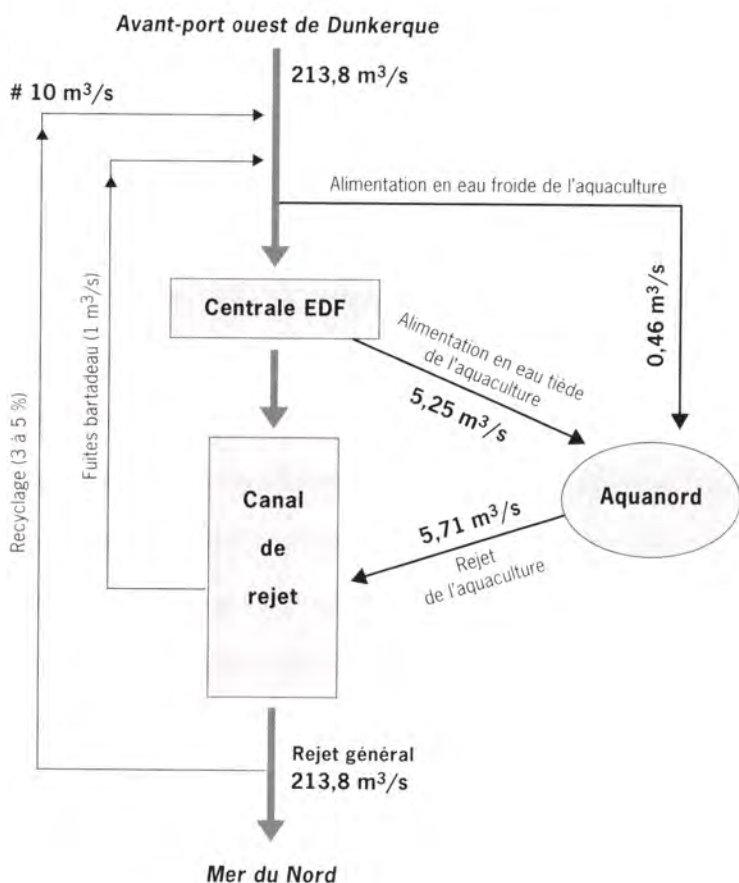 Avant-port ouest de Dunkerque
213,8 m³/s
# 10 m³/s
Alimentation en eau froide de l'aquaculture
0,46 m³/s
Centrale EDF
Alimentation en eau tiède
de l'aquaculture
5,25 m³/s
Recyclage (3 à 5 %)
Fuites bartadeau (1 m³/s)
Canal
de
rejet
Aquanord
5,71 m³/s
Rejet
de l'aquaculture
Rejet général
213,8 m³/s
Mer du Nord